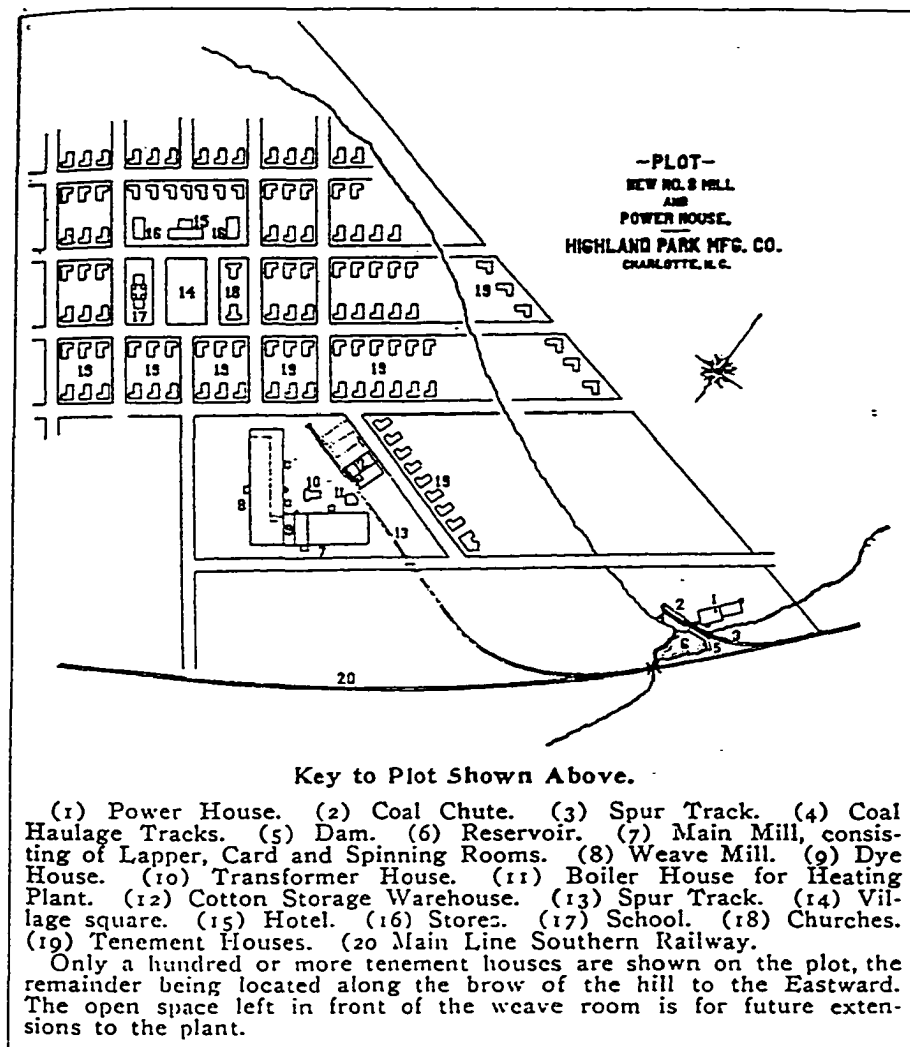 -PLOT-
NEW NO. 3 MILL
AND
POWER HOUSE,
HIGHLAND PARK MFG. CO.
CHARLOTTE, N.C.
15
16 16
19
17 14 18
19 19 19 19 19
12
10 11
19
8
9
13
7
2 1
3
6 5
20
Key to Plot Shown Above.
(1) Power House. (2) Coal Chute. (3) Spur Track. (4) Coal
Haulage Tracks. (5) Dam. (6) Reservoir. (7) Main Mill, consis-
ting of Lapper, Card and Spinning Rooms. (8) Weave Mill. (9) Dye
House. (10) Transformer House. (11) Boiler House for Heating
Plant. (12) Cotton Storage Warehouse. (13) Spur Track. (14) Vil-
lage square. (15) Hotel. (16) Stores. (17) School. (18) Churches.
(19) Tenement Houses. (20 Main Line Southern Railway.
Only a hundred or more tenement houses are shown on the plot, the
remainder being located along the brow of the hill to the Eastward.
The open space left in front of the weave room is for future exten-
sions to the plant.